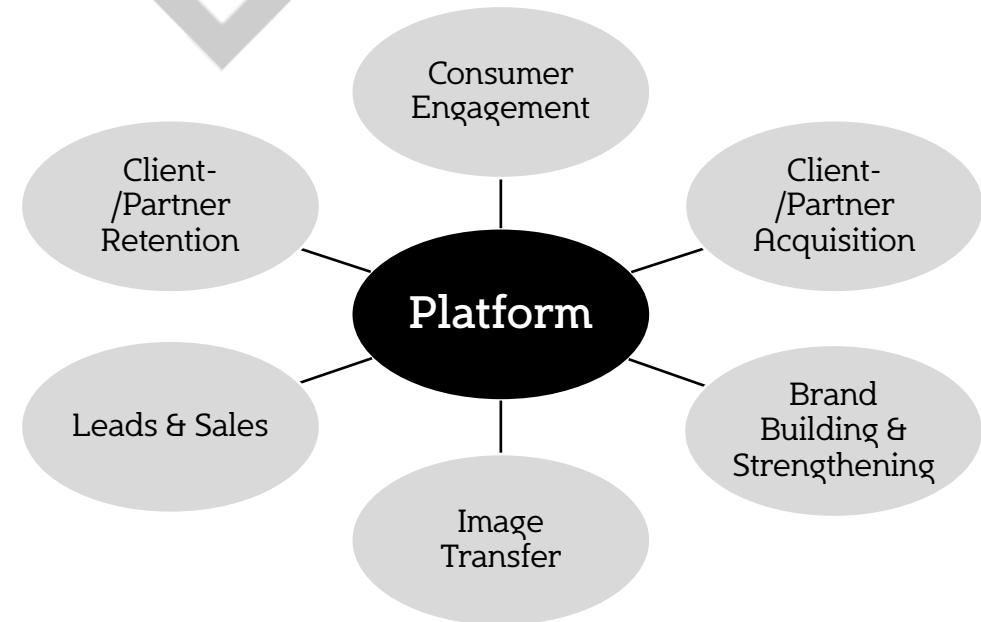 Consumer
Engagement
Client-
/Partner
Retention
Client-
/Partner
Acquisition
Platform
Leads & Sales
Brand
Building &
Strengthening
Image
Transfer